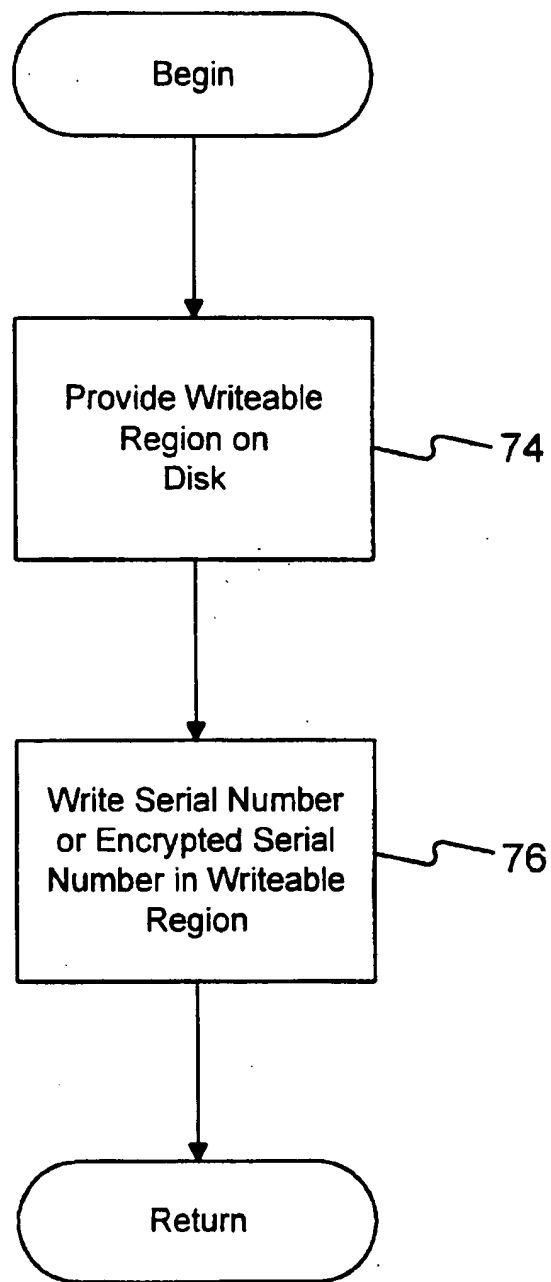 Begin
Provide Writeable
Region on
Disk
74
Write Serial Number
or Encrypted Serial
Number in Writeable
Region
76
Return